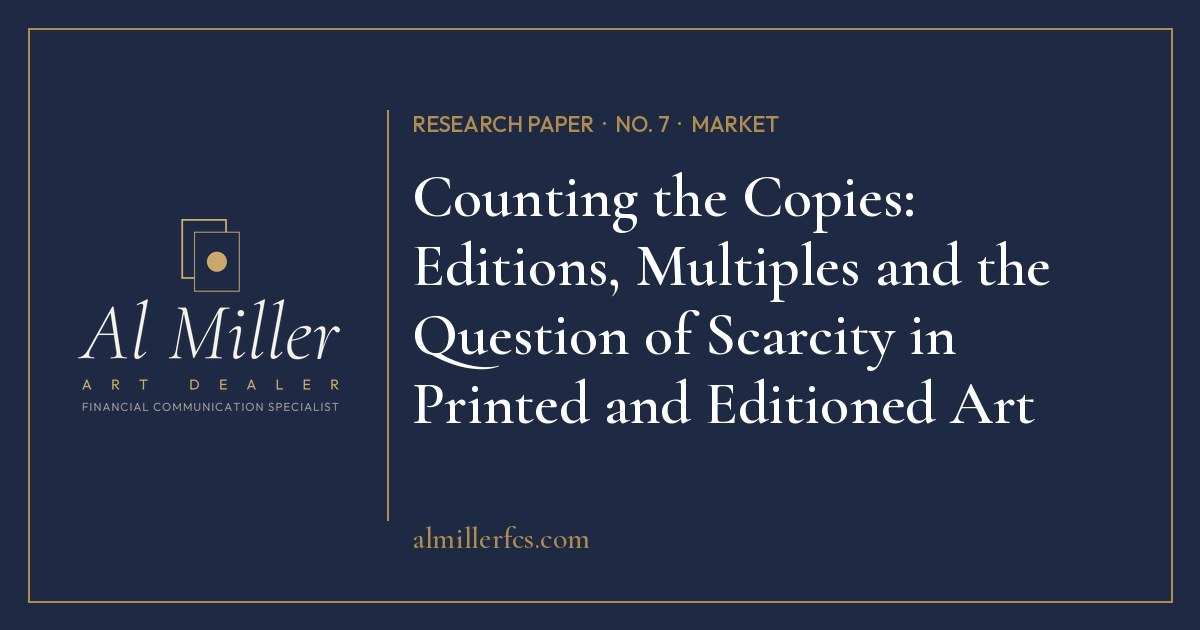 RESEARCH PAPER · NO. 7 · MARKET
Counting the Copies:
Editions, Multiples and the
Question of Scarcity in
Printed and Editioned Art
Al Miller
ART DEALER
FINANCIAL COMMUNICATION SPECIALIST
almillerfcs.com